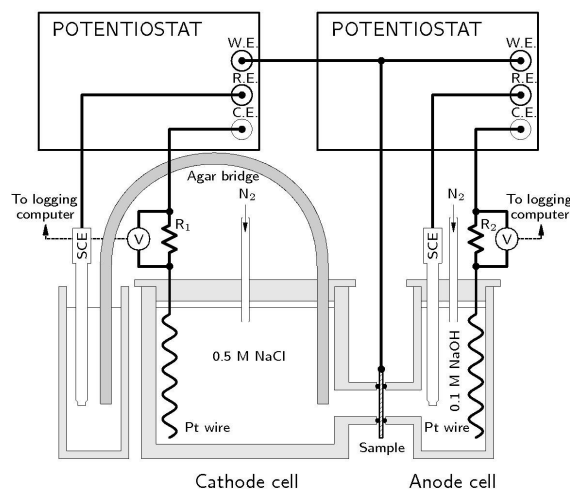 POTENTIOSTAT
W.E.
R.E.
C.E.
POTENTIOSTAT
W.E.
R.E.
C.E.
Agar bridge
To logging
computer
V
R1
N2
SCE
SCE
N2
R2
V
To logging
computer
0.5 M NaCl
0.1 M NaOH
Pt wire
Sample
Pt wire
Cathode cell
Anode cell